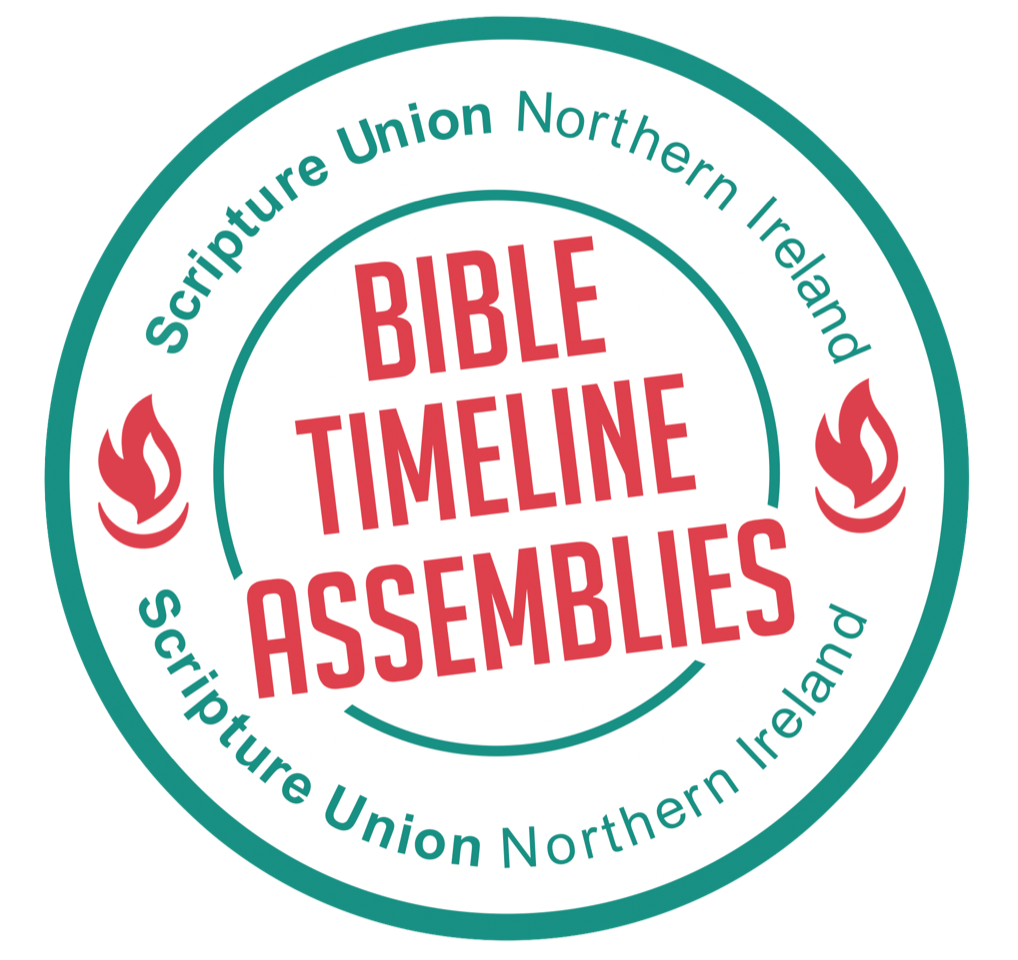 Scripture Union Northern Ireland
BIBLE
TIMELINE
ASSEMBLIES
Scripture Union Northern Ireland